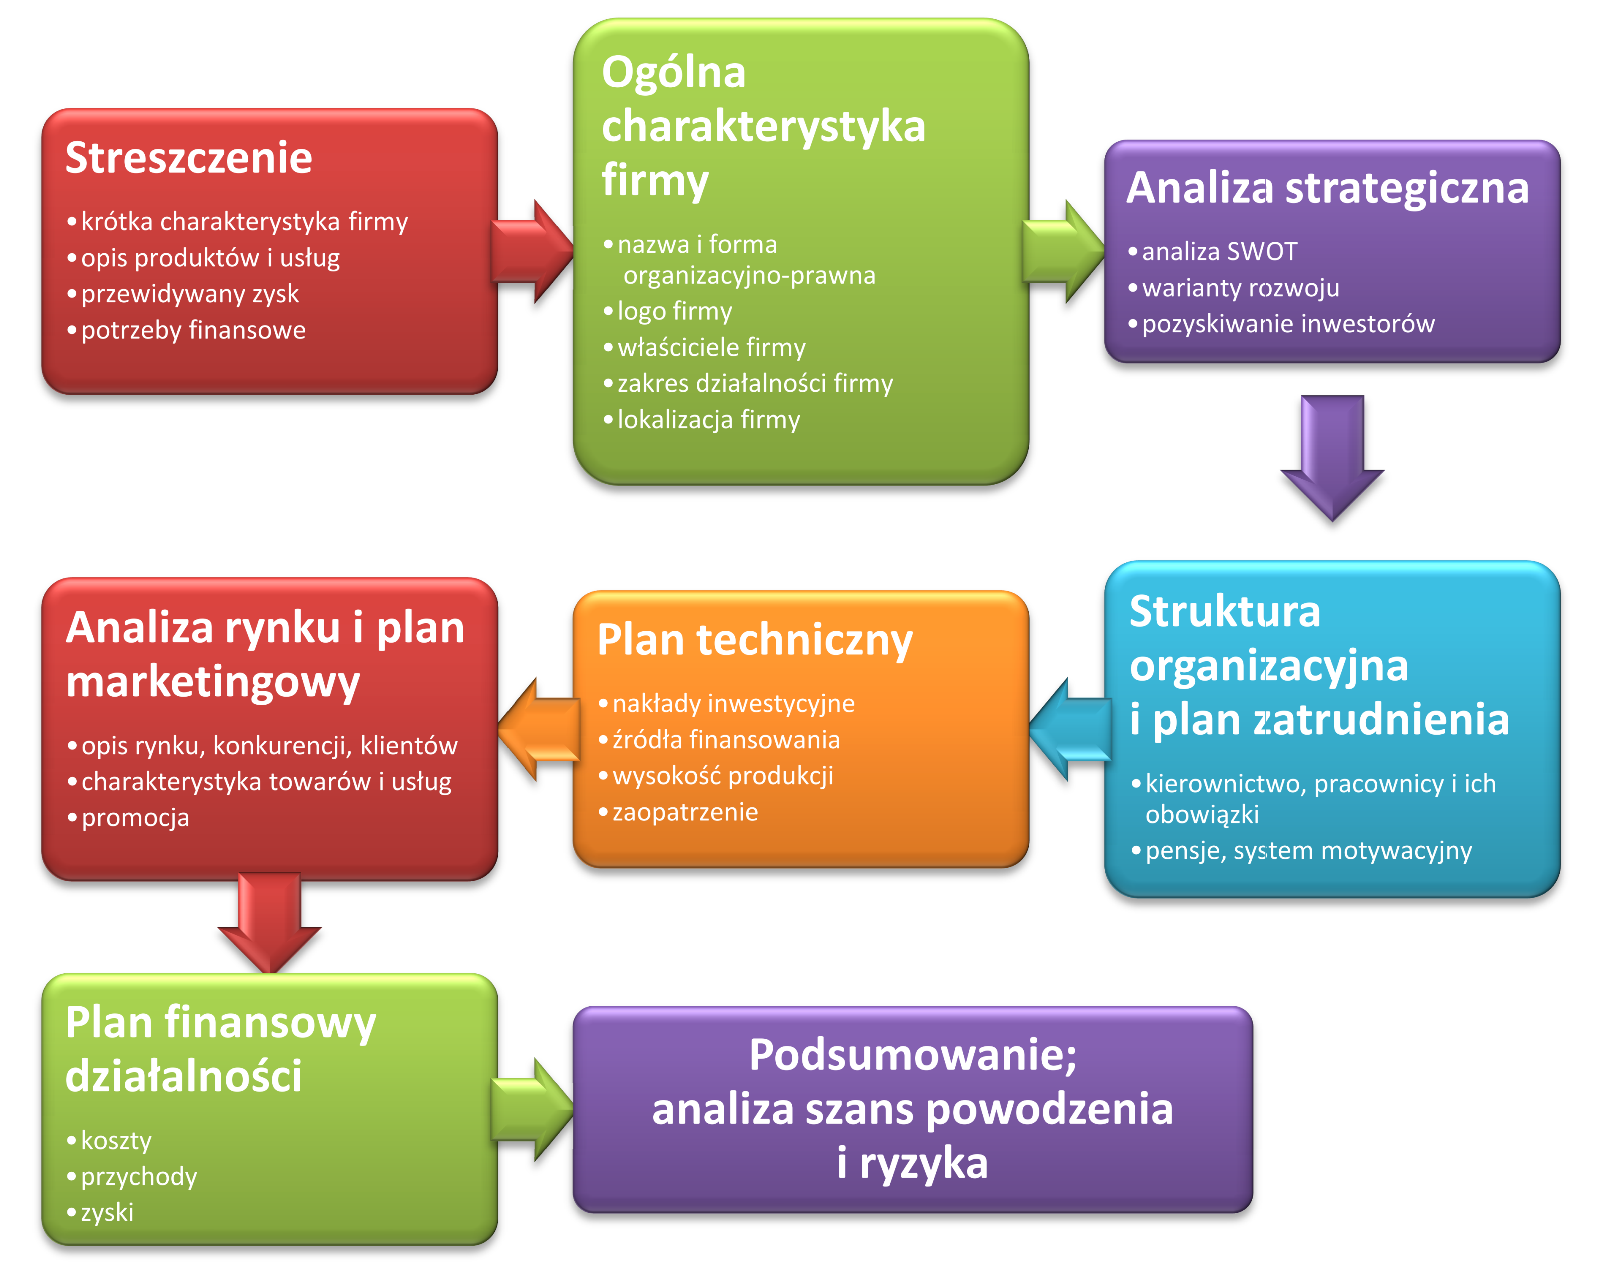 Streszczenie
•krótka charakterystyka firmy
•opis produktów i usług
•przewidywany zysk
•potrzeby finansowe
Ogólna
charakterystyka
firmy
•nazwa i forma
organizacyjno-prawna
•logo firmy
•właściciele firmy
•zakres działalności firmy
•lokalizacja firmy
Analiza strategiczna
•analiza SWOT
•warianty rozwoju
•pozyskiwanie inwestorów
Struktura
organizacyjna
i plan zatrudnienia
•kierownictwo, pracownicy i ich
obowiązki
•pensje, system motywacyjny
Plan techniczny
•nakłady inwestycyjne
•źródła finansowania
•wysokość produkcji
•zaopatrzenie
Analiza rynku i plan
marketingowy
•opis rynku, konkurencji, klientów
•charakterystyka towarów i usług
•promocja
Plan finansowy
działalności
•koszty
•przychody
•zyski
Podsumowanie;
analiza szans powodzenia
i ryzyka